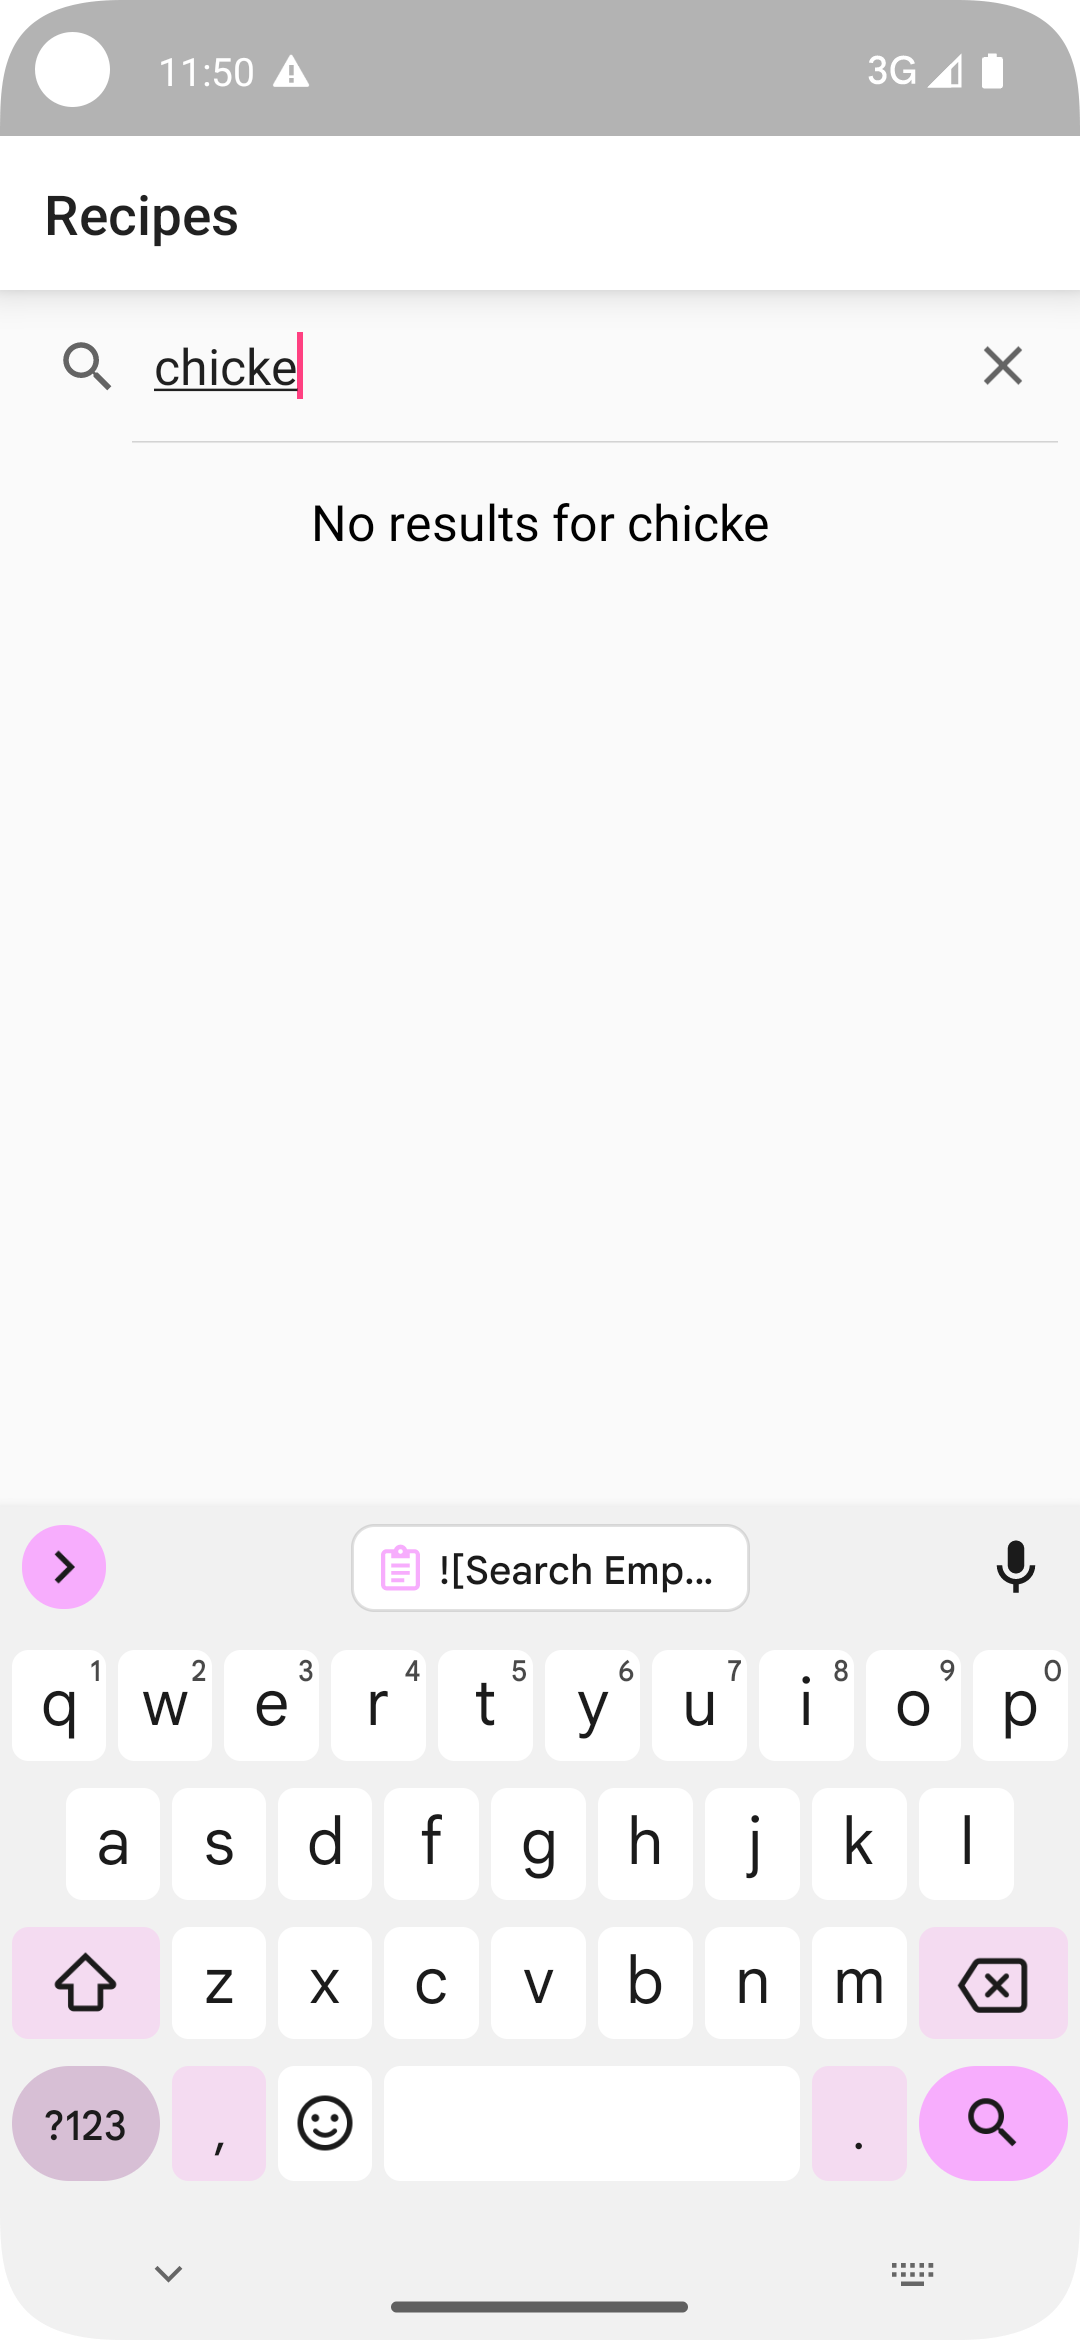 11:50 3G
Recipes
chicke
No results for chicke
![Search Emp...
q 1 w 2 e 3 r 4 t 5 y 6 u 7 i 8 o 9 p 0
a s d f g h j k l
z x c v b n m
?123 , .